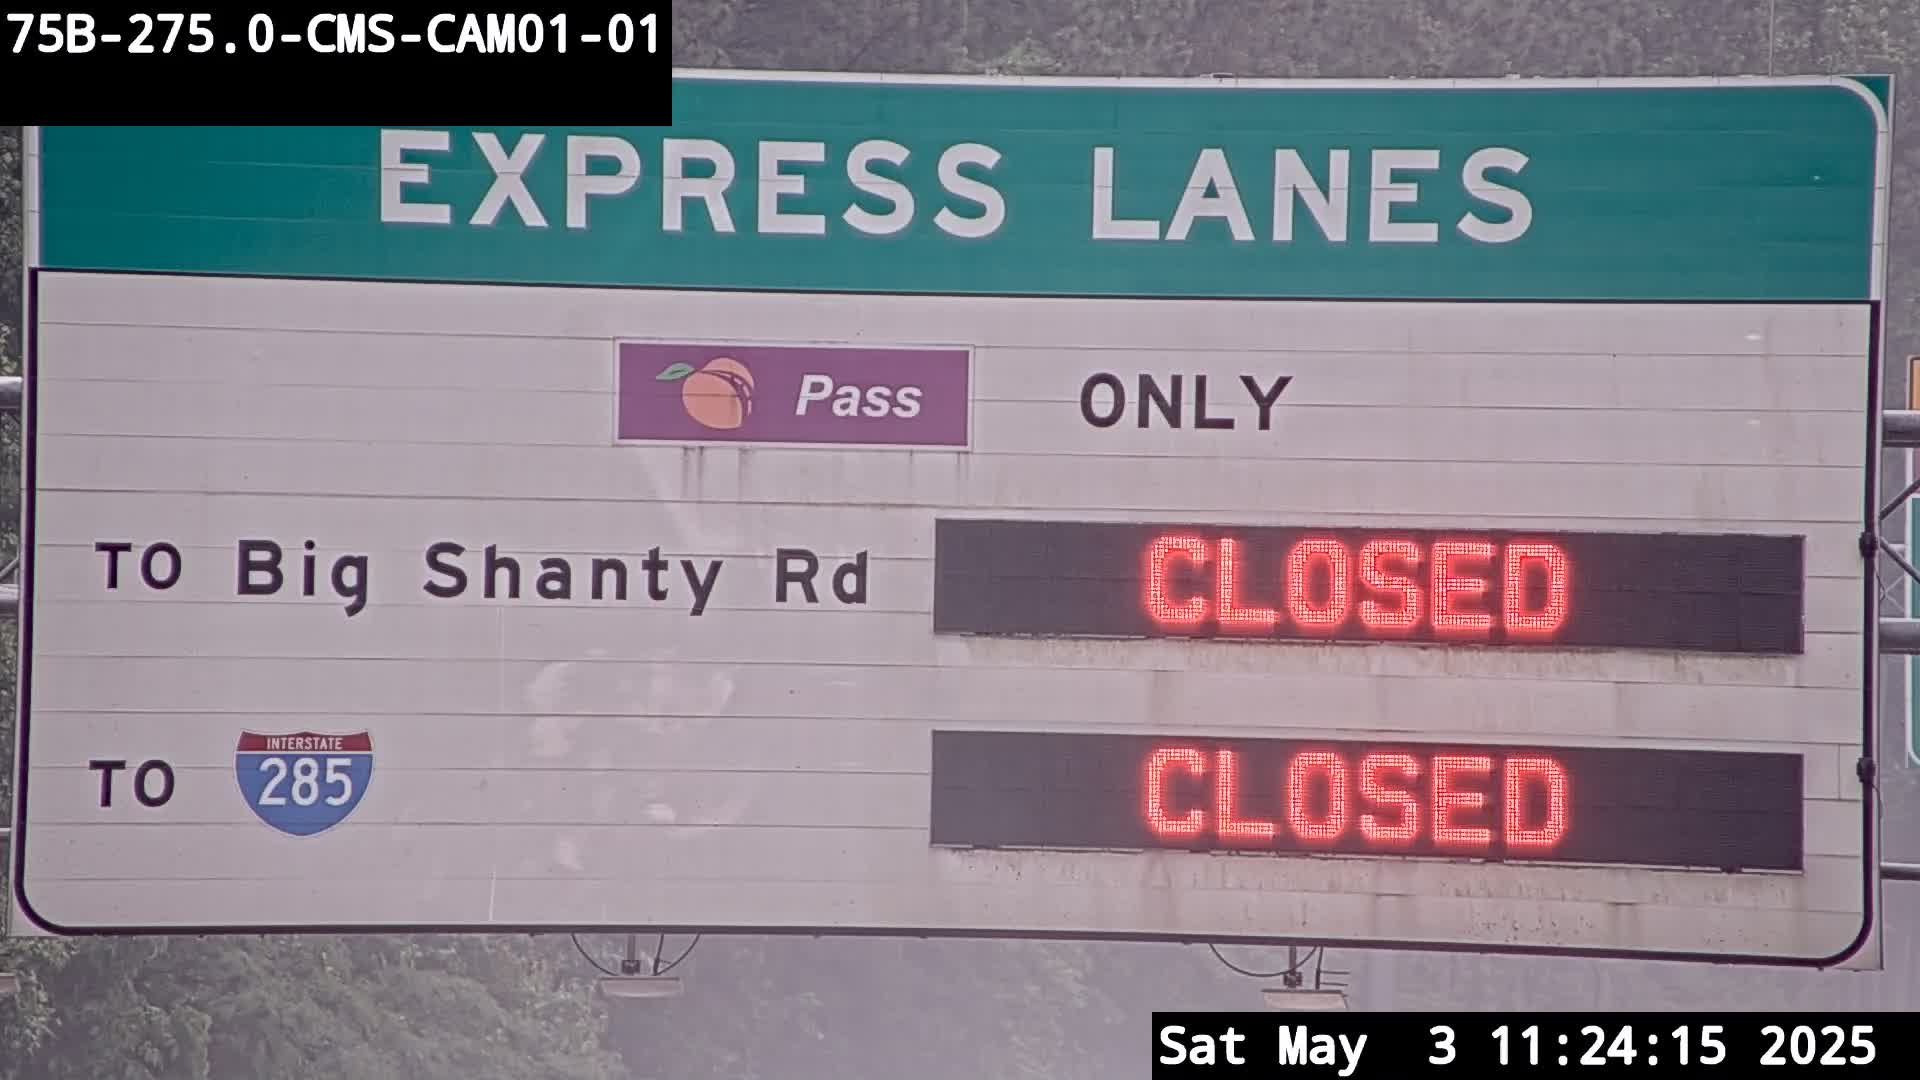 75B-275.0-CMS-CAM01-01
EXPRESS LANES
Pass ONLY
TO Big Shanty Rd CLOSED
TO INTERSTATE 285 CLOSED
Sat May 3 11:24:15 2025